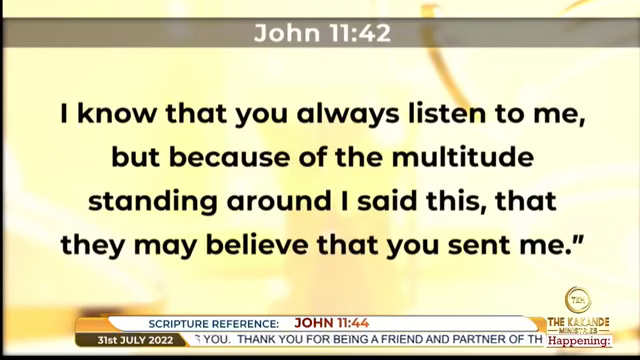 John 11:42
I know that you always listen to me,
but because of the multitude
standing around I said this, that
they may believe that you sent me.”
TKM
THE KAKANDE
MINISTRIES
SCRIPTURE REFERENCE: JOHN 11:44
31st JULY 2022 S YOU. THANK YOU FOR BEING A FRIEND AND PARTNER OF TH Happening: